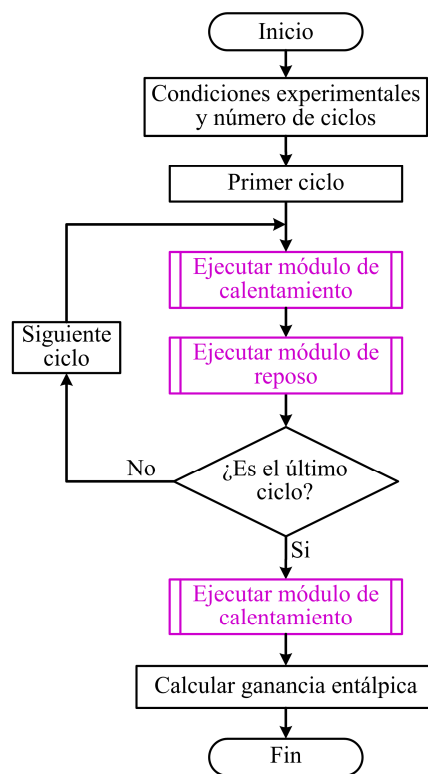 Inicio
Condiciones experimentales
y número de ciclos
Primer ciclo
Ejecutar módulo de
calentamiento
Siguiente
ciclo
Ejecutar módulo de
reposo
No
¿Es el último
ciclo?
Si
Ejecutar módulo de
calentamiento
Calcular ganancia entálpica
Fin